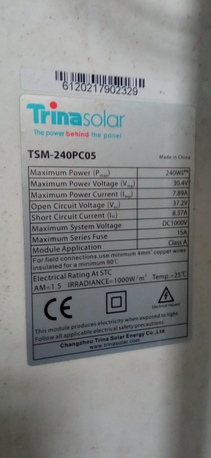 6120217902329
Trinasolar
The power behind the panel
TSM-240PC05 Made in China
Maximum Power (Pmax) 240Wp
Maximum Power Voltage (Vmp) 30.4V
Maximum Power Current (Imp) 7.89A
Open Circuit Voltage (Voc) 37.2V
Short Circuit Current (Isc) 8.37A
Maximum System Voltage DC1000V
Maximum Series Fuse 15A
Module Application Class A
For field connections, use minimum 4mm² copper wires
insulated for a minimum 90°C
Electrical Rating At STC
AM=1.5 IRRADIANCE=1000W/m² Temp.=25°C
CE
Electrical Hazard
This module produces electricity when exposed to light.
Follow all applicable electrical safety precautions.
Changzhou Trina Solar Energy Co.,Ltd
www.trinasolar.com